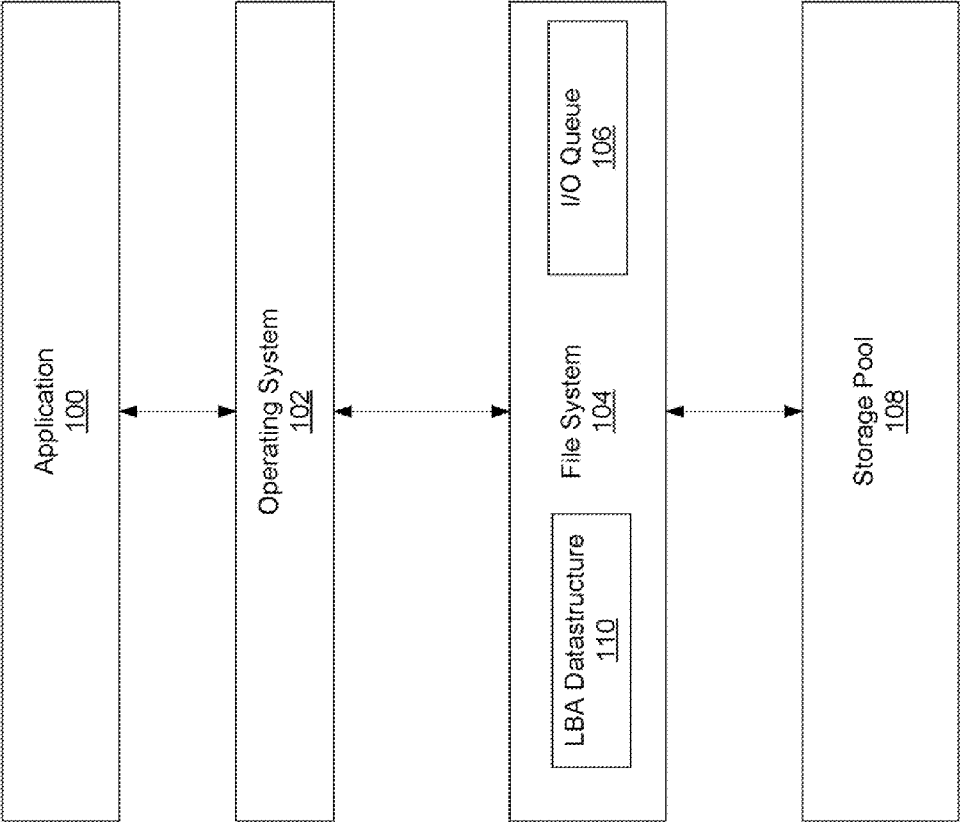 Application
100
Operating System
102
LBA Datastructure
110
File System
104
I/O Queue
106
Storage Pool
108